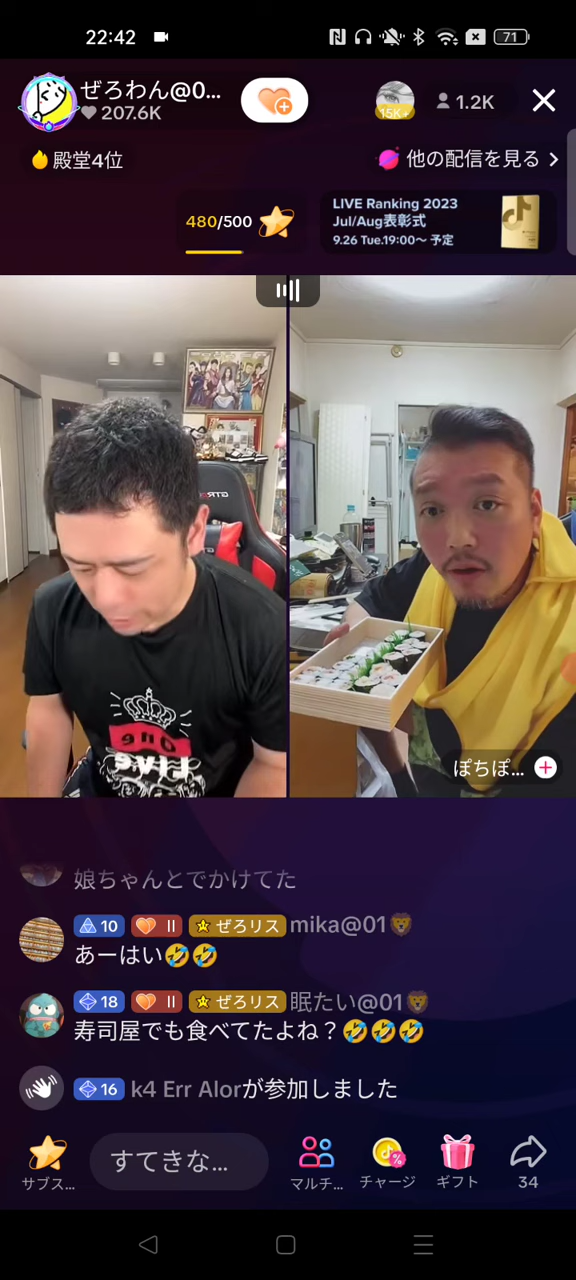 22:42
71
ぜろわん@0...
207.6K
15K+
1.2K
殿堂4位
他の配信を見る
480/500
LIVE Ranking 2023
Jul/Aug表彰式
9.26 Tue.19:00～ 予定
GTR
One
Live
ぽちぽ...
娘ちゃんとでかけてた
10 II ぜろリス mika@01🦁
あーはい🤣🤣
18 II ぜろリス 眠たい@01🦁
寿司屋でも食べてたよね？🤣🤣🤣
16 k4 Err Alorが参加しました
すてきな...
サブス...
マルチ...
チャージ
ギフト
34